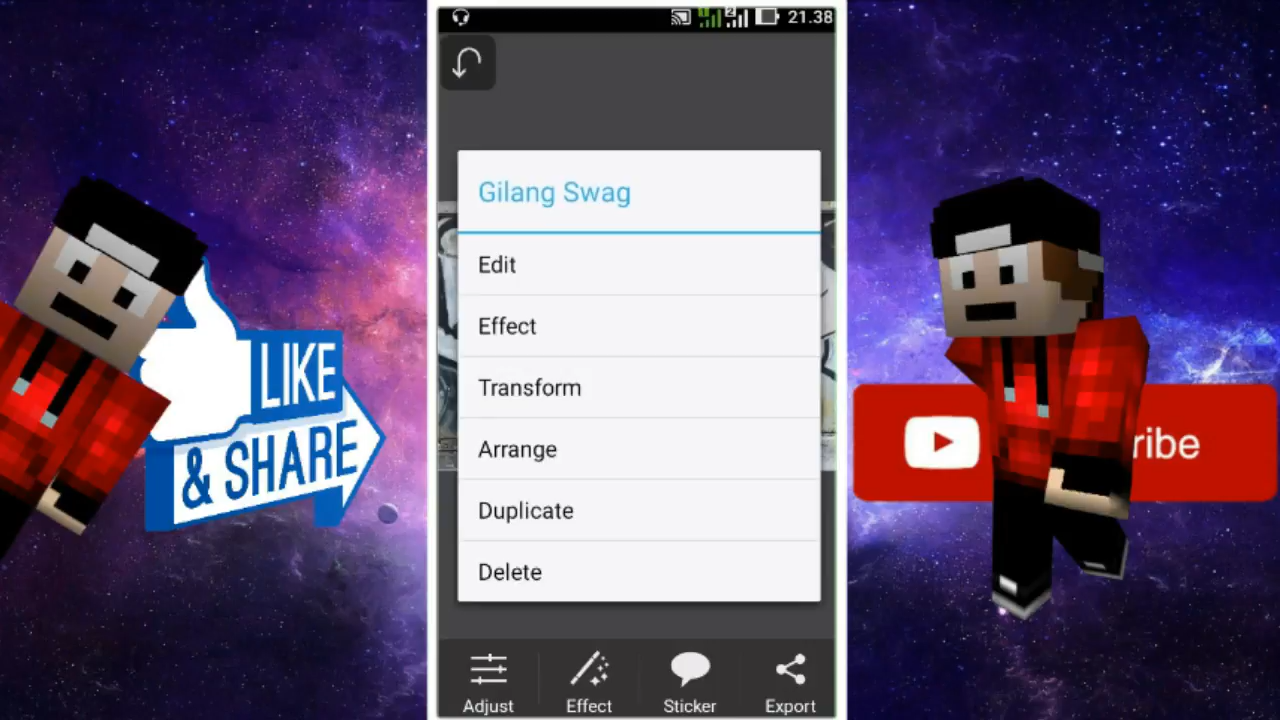 21.38
Gilang Swag
Edit
Effect
Transform
Arrange
Duplicate
Delete
Adjust
Effect
Sticker
Export
LIKE
& SHARE
ribe